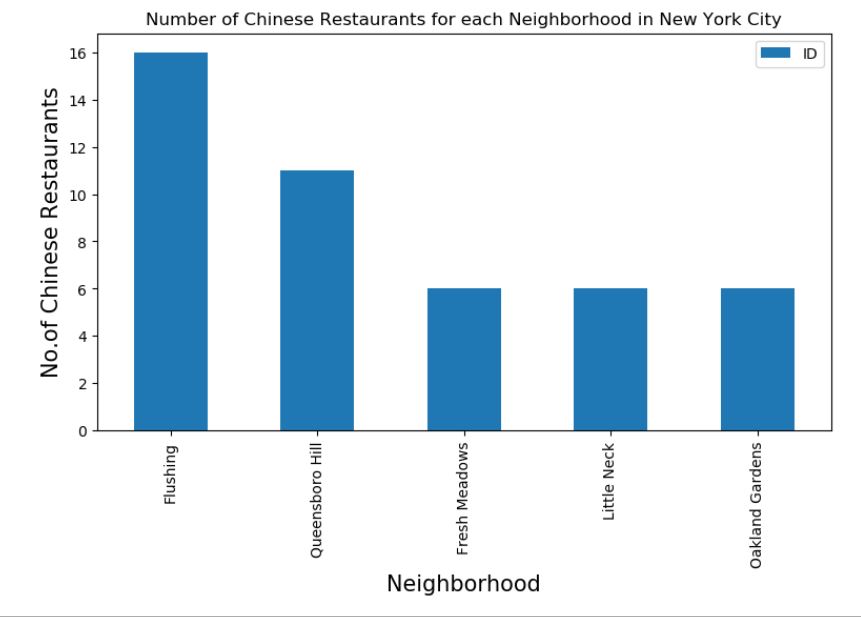 Number of Chinese Restaurants for each Neighborhood in New York City
ID
No.of Chinese Restaurants
16
14
12
10
8
6
4
2
0
Flushing
Queensboro Hill
Fresh Meadows
Little Neck
Oakland Gardens
Neighborhood